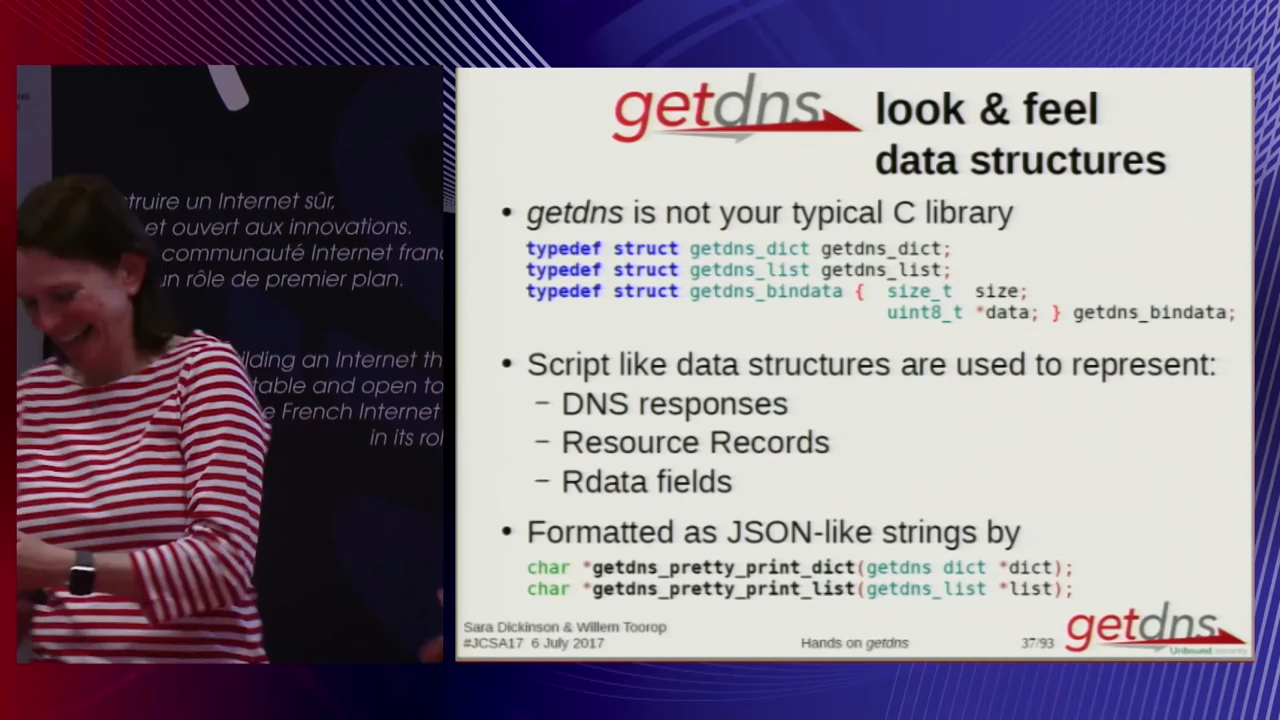 truire un Internet sûr,
et ouvert aux innovations.
communauté Internet franç
un rôle de premier plan.
ilding an Internet th
table and open to
e French Internet
in its rol
getdns look & feel
data structures
• getdns is not your typical C library
typedef struct getdns_dict getdns_dict;
typedef struct getdns_list getdns_list;
typedef struct getdns_bindata { size_t size;
uint8_t *data; } getdns_bindata;
• Script like data structures are used to represent:
– DNS responses
– Resource Records
– Rdata fields
• Formatted as JSON-like strings by
char *getdns_pretty_print_dict(getdns dict *dict);
char *getdns_pretty_print_list(getdns_list *list);
Sara Dickinson & Willem Toorop
#JCSA17 6 July 2017
Hands on getdns
37/93
getdns
Unbound security